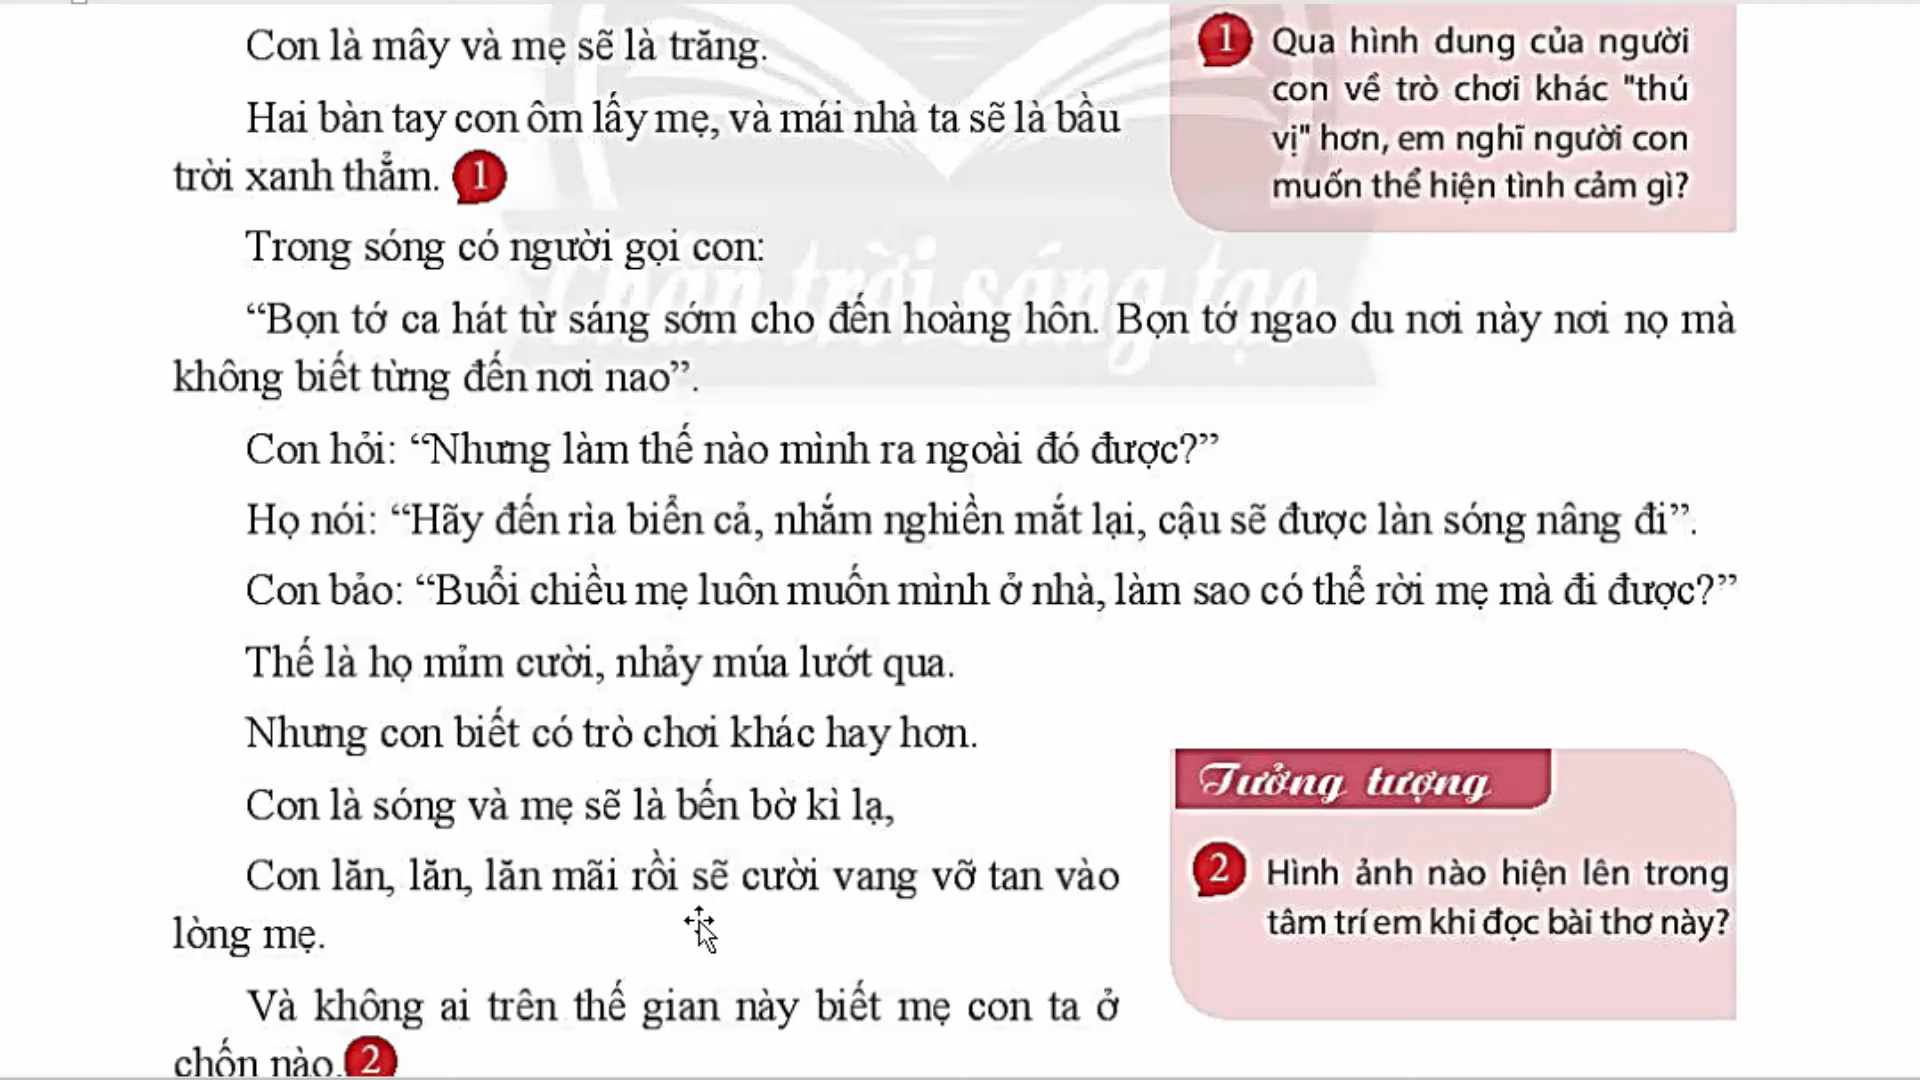 Con là mây và mẹ sẽ là trăng.
Hai bàn tay con ôm lấy mẹ, và mái nhà ta sẽ là bầu
trời xanh thẳm. 1
1 Qua hình dung của người
con về trò chơi khác "thú
vị" hơn, em nghĩ người con
muốn thể hiện tình cảm gì?
Chân trời sáng tạo
Trong sóng có người gọi con:
“Bọn tớ ca hát từ sáng sớm cho đến hoàng hôn. Bọn tớ ngao du nơi này nơi nọ mà
không biết từng đến nơi nao”.
Con hỏi: “Nhưng làm thế nào mình ra ngoài đó được?”
Họ nói: “Hãy đến rìa biển cả, nhắm nghiền mắt lại, cậu sẽ được làn sóng nâng đi”.
Con bảo: “Buổi chiều mẹ luôn muốn mình ở nhà, làm sao có thể rời mẹ mà đi được?”
Thế là họ mỉm cười, nhảy múa lướt qua.
Nhưng con biết có trò chơi khác hay hơn.
Con là sóng và mẹ sẽ là bến bờ kì lạ,
Con lăn, lăn, lăn mãi rồi sẽ cười vang vỡ tan vào
lòng mẹ.
Và không ai trên thế gian này biết mẹ con ta ở
chốn nào. 2
Tưởng tượng
2 Hình ảnh nào hiện lên trong
tâm trí em khi đọc bài thơ này?